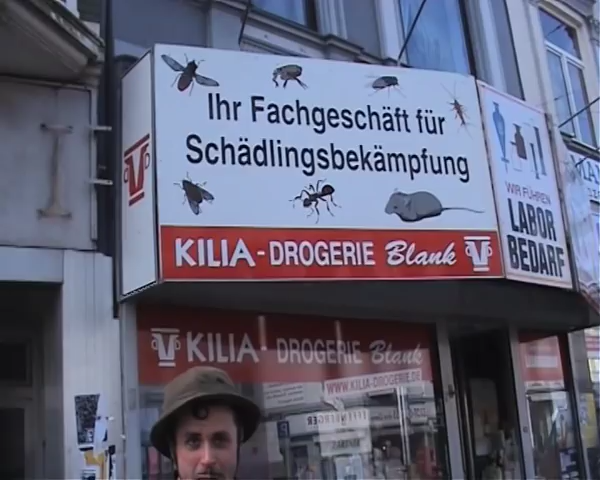 Ihr Fachgeschäft für
Schädlingsbekämpfung
KILIA-DROGERIE Blank
WIR FÜHREN
LABOR
BEDARF
KILIA-DROGERIE Blank
WWW.KILIA-DROGERIE.DE